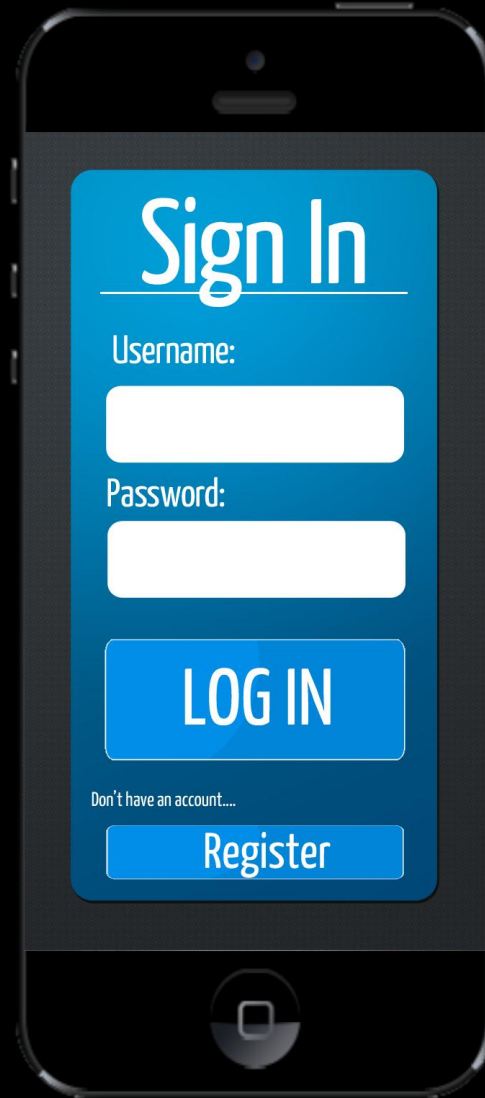 Sign In
Username:
Password:
LOG IN
Don't have an account....
Register